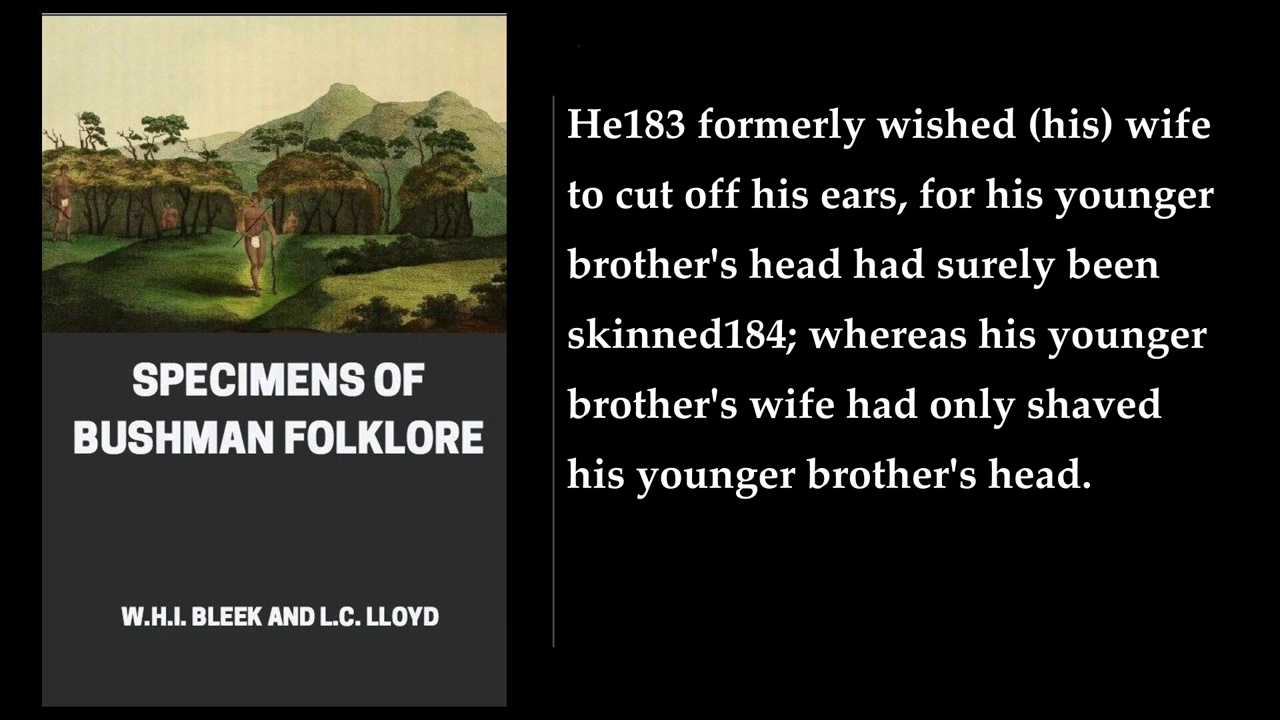 SPECIMENS OF
BUSHMAN FOLKLORE
W.H.I. BLEEK AND L.C. LLOYD
He183 formerly wished (his) wife
to cut off his ears, for his younger
brother's head had surely been
skinned184; whereas his younger
brother's wife had only shaved
his younger brother's head.